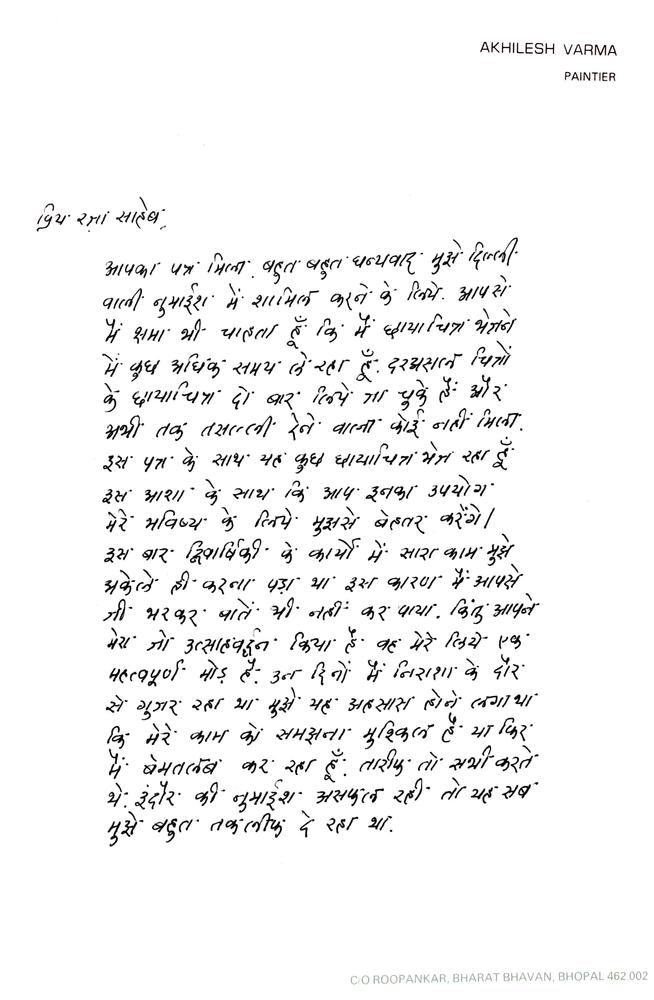 AKHILESH VARMA
PAINTIER
प्रिय रज़ा साहेब,
आपका पत्र मिला. बहुत बहुत धन्यवाद मुझे दिल्ली
वाली नुमाईश में शामिल करने के लिये. आपसे
मैं क्षमा भी चाहता हूँ कि मैं छायाचित्र भेजने
में कुछ अधिक समय ले रहा हूँ. दरअसल चित्रों
के छायाचित्र दो बार लिये जा चुके हैं और
अभी तक तसल्ली देने वाला कोई नहीं मिला.
इस पत्र के साथ यह कुछ छायाचित्र भेज रहा हूँ
इस आशा के साथ कि आप इनका उपयोग
मेरे भविष्य के लिये मुझसे बेहतर करेंगे।
इस बार द्विवार्षिकी के कार्यों में सारा काम मुझे
अकेले ही करना पड़ा था इस कारण मैं आपसे
जी भरकर बातें भी नहीं कर पाया. किंतु आपने
मेरा जो उत्साहवर्द्धन किया है वह मेरे लिये एक
महत्वपूर्ण मोड़ है. उन दिनों मैं निराशा के दौर
से गुजर रहा था मुझे यह अहसास होने लगा था
कि मेरे काम को समझना मुश्किल है या फिर
मैं बेमतलब कर रहा हूँ. तारीफ़ तो सभी करते
थे. इंदौर की नुमाईश असफल रही तो यह सब
मुझे बहुत तकलीफ़ दे रहा था.
C/O ROOPANKAR, BHARAT BHAVAN, BHOPAL 462 002